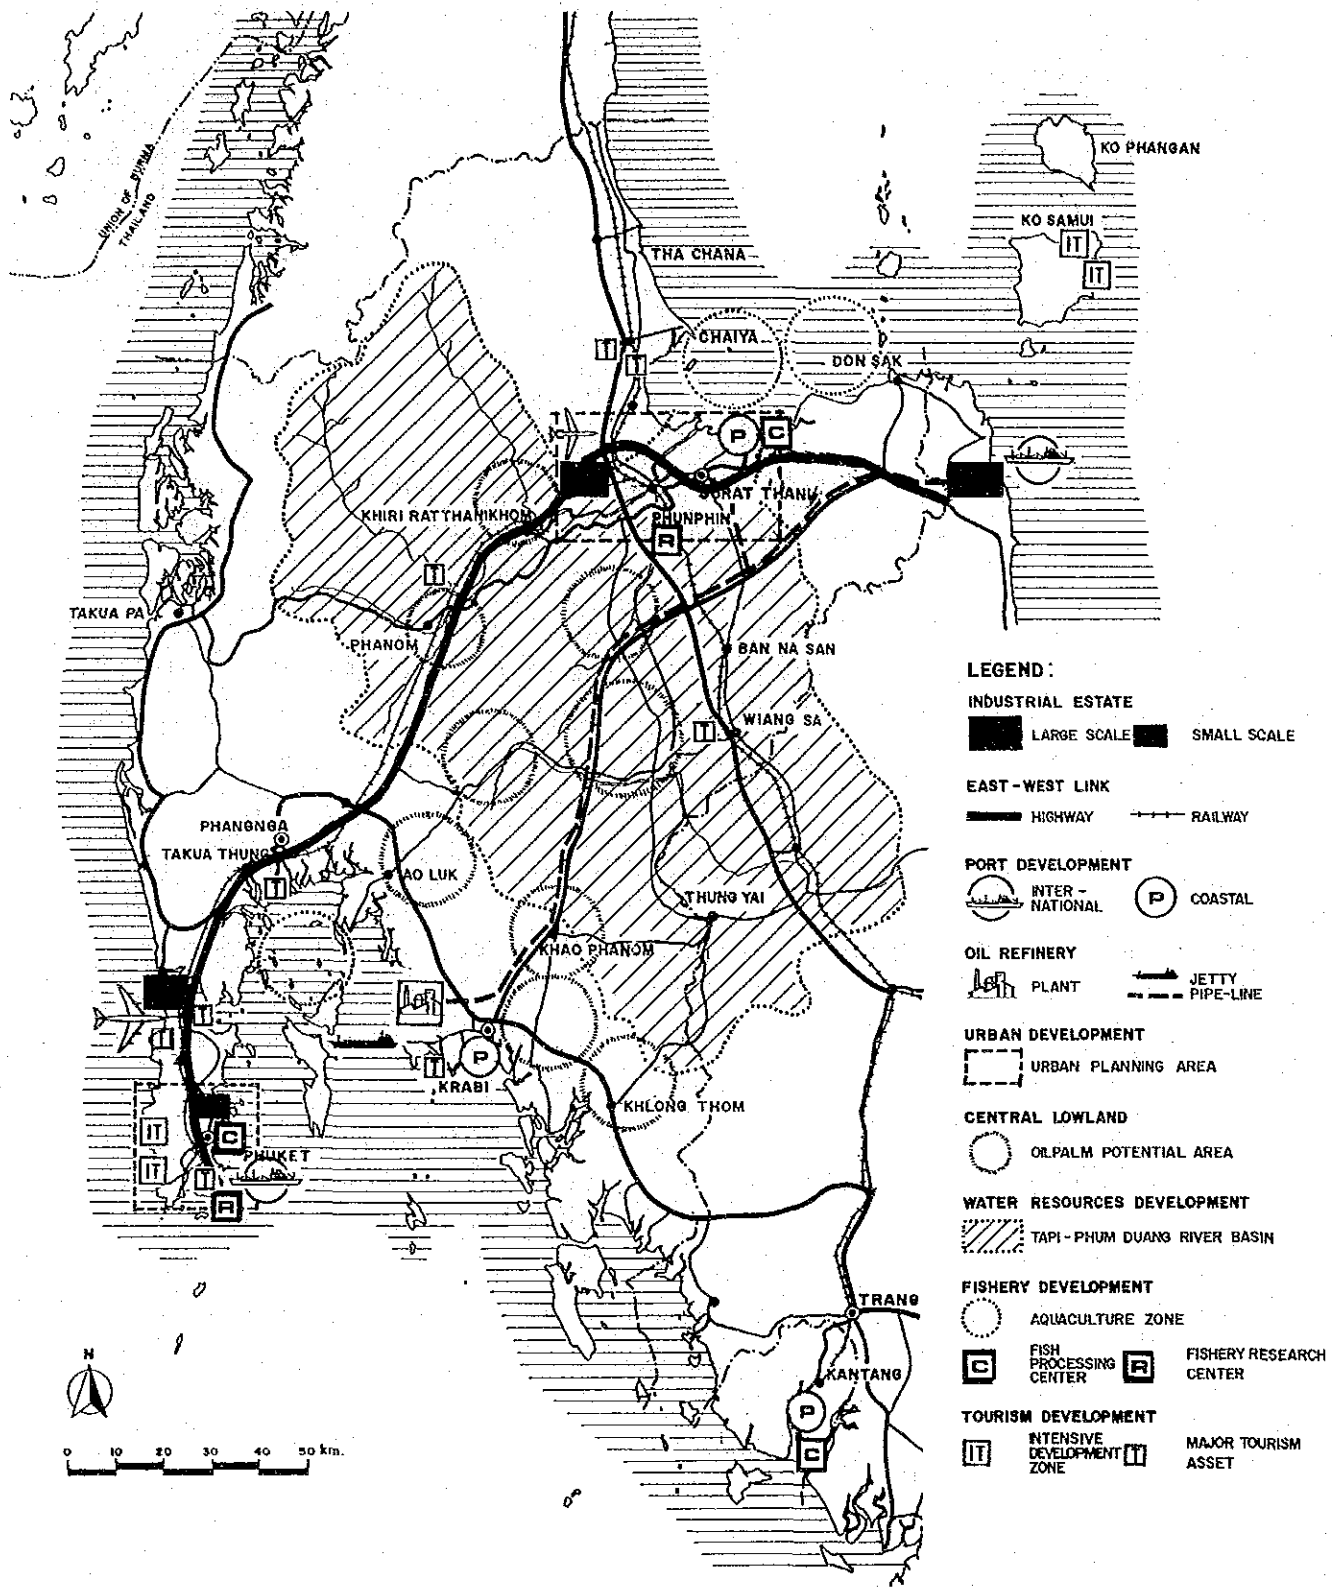 UNION OF BURMA
THAILAND
KO PHANGAN
KO SAMUI
IT
IT
THA CHANA
CHAIYA
T
T
DON SAK
P
C
SURAT THANI
KHIRI RATTHANIKHOM
PHUNPHIN
R
T
TAKUA PA
PHANOM
BAN NA SAN
WIANG SA
T
PHANGNGA
TAKUA THUNG
T
AO LUK
THUNG YAI
KHAO PHANOM
T
T
P
T
KRABI
KHLONG THOM
IT
C
PHUKET
IT
T
R
TRANG
KANTANG
P
C
N
0 10 20 30 40 50 km.
LEGEND:
INDUSTRIAL ESTATE
LARGE SCALE SMALL SCALE
EAST-WEST LINK
HIGHWAY RAILWAY
PORT DEVELOPMENT
INTER-
NATIONAL P COASTAL
OIL REFINERY
PLANT JETTY
PIPE-LINE
URBAN DEVELOPMENT
URBAN PLANNING AREA
CENTRAL LOWLAND
OILPALM POTENTIAL AREA
WATER RESOURCES DEVELOPMENT
TAPI-PHUM DUANG RIVER BASIN
FISHERY DEVELOPMENT
AQUACULTURE ZONE
C FISH
PROCESSING
CENTER
R FISHERY RESEARCH
CENTER
TOURISM DEVELOPMENT
IT INTENSIVE
DEVELOPMENT
ZONE
T MAJOR TOURISM
ASSET